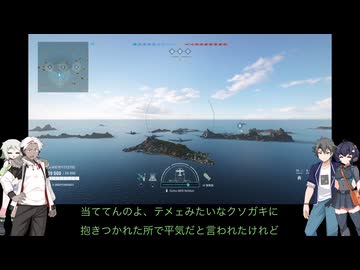 当ててんのよ、テメェみたいなクソガキに
抱きつかれた所で平気だと言われたけれど